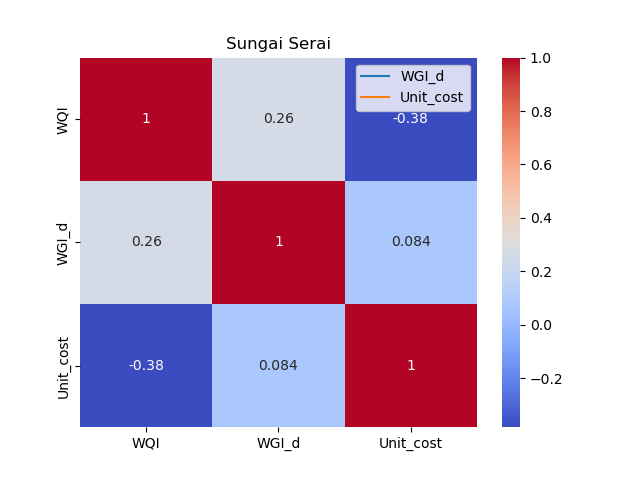 Sungai Serai
WGI_d
Unit_cost
WQI
1
0.26
-0.38
WGI_d
0.26
1
0.084
Unit_cost
-0.38
0.084
1
WQI
WGI_d
Unit_cost
1.0
0.8
0.6
0.4
0.2
0.0
−0.2